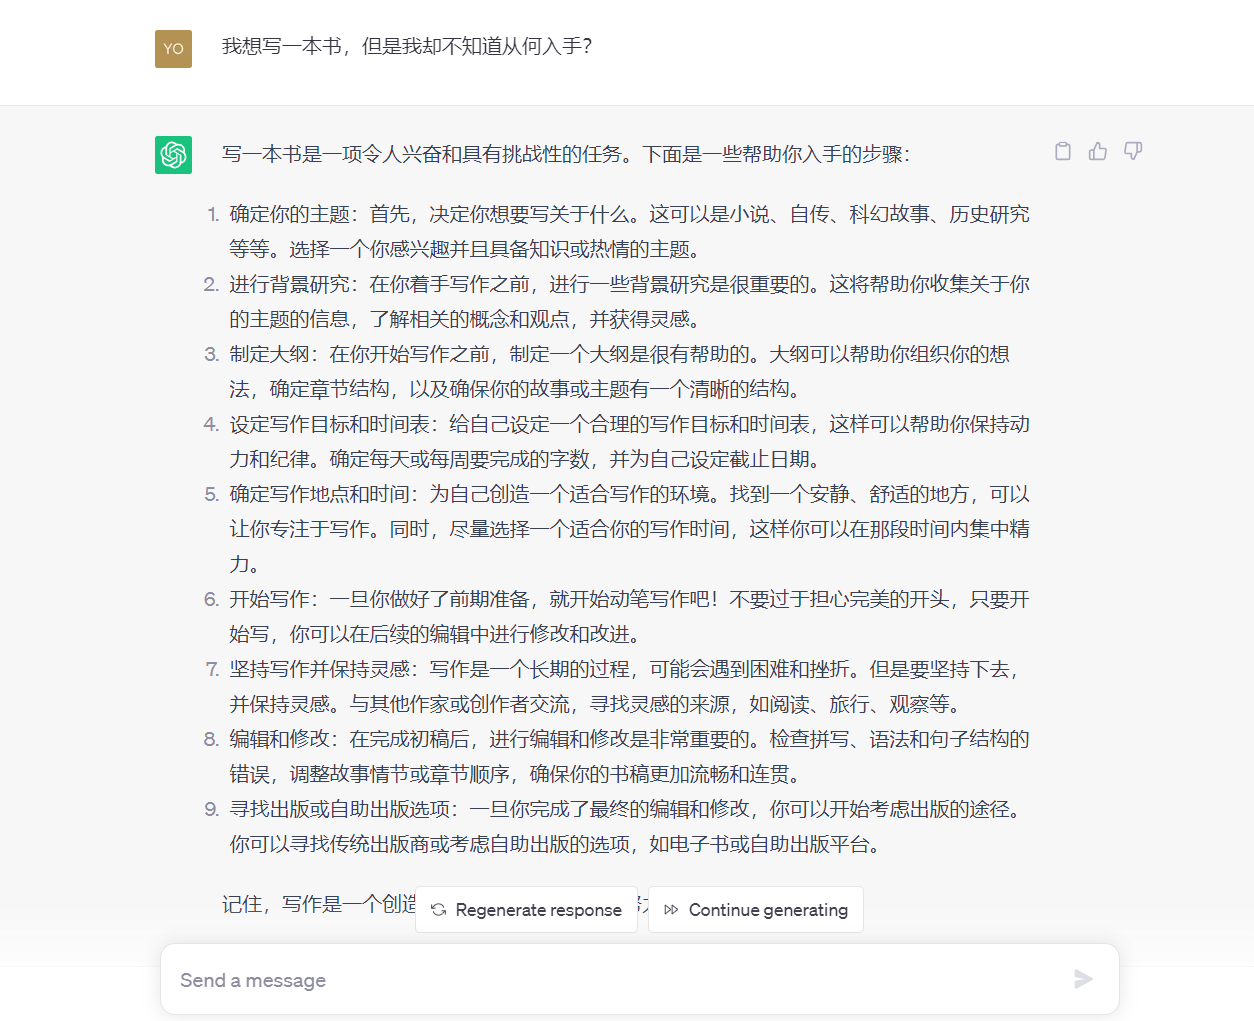 YO
我想写一本书，但是我却不知道从何入手？
写一本书是一项令人兴奋和具有挑战性的任务。下面是一些帮助你入手的步骤：
1. 确定你的主题：首先，决定你想要写关于什么。这可以是小说、自传、科幻故事、历史研究
等等。选择一个你感兴趣并且具备知识或热情的主题。
2. 进行背景研究：在你着手写作之前，进行一些背景研究是很重要的。这将帮助你收集关于你
的主题的信息，了解相关的概念和观点，并获得灵感。
3. 制定大纲：在你开始写作之前，制定一个大纲是很有帮助的。大纲可以帮助你组织你的想
法，确定章节结构，以及确保你的故事或主题有一个清晰的结构。
4. 设定写作目标和时间表：给自己设定一个合理的写作目标和时间表，这样可以帮助你保持动
力和纪律。确定每天或每周要完成的字数，并为自己设定截止日期。
5. 确定写作地点和时间：为自己创造一个适合写作的环境。找到一个安静、舒适的地方，可以
让你专注于写作。同时，尽量选择一个适合你的写作时间，这样你可以在那段时间内集中精
力。
6. 开始写作：一旦你做好了前期准备，就开始动笔写作吧！不要过于担心完美的开头，只要开
始写，你可以在后续的编辑中进行修改和改进。
7. 坚持写作并保持灵感：写作是一个长期的过程，可能会遇到困难和挫折。但是要坚持下去，
并保持灵感。与其他作家或创作者交流，寻找灵感的来源，如阅读、旅行、观察等。
8. 编辑和修改：在完成初稿后，进行编辑和修改是非常重要的。检查拼写、语法和句子结构的
错误，调整故事情节或章节顺序，确保你的书稿更加流畅和连贯。
9. 寻找出版或自助出版选项：一旦你完成了最终的编辑和修改，你可以开始考虑出版的途径。
你可以寻找传统出版商或考虑自助出版的选项，如电子书或自助出版平台。
记住，写作是一个创
Regenerate response
Continue generating
Send a message